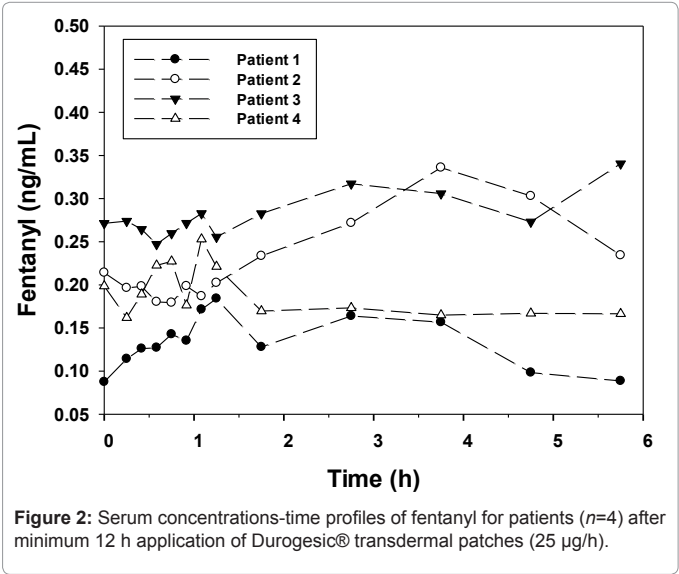 0.50
0.45
0.40
0.35
0.30
0.25
0.20
0.15
0.10
0.05
Fentanyl (ng/mL)
Patient 1
Patient 2
Patient 3
Patient 4
0 1 2 3 4 5 6
Time (h)
Figure 2: Serum concentrations-time profiles of fentanyl for patients (n=4) after
minimum 12 h application of Durogesic® transdermal patches (25 µg/h).